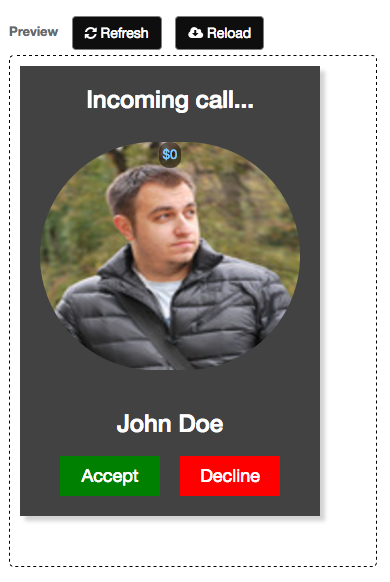 Preview Refresh Reload
Incoming call...
$0
John Doe
Accept Decline